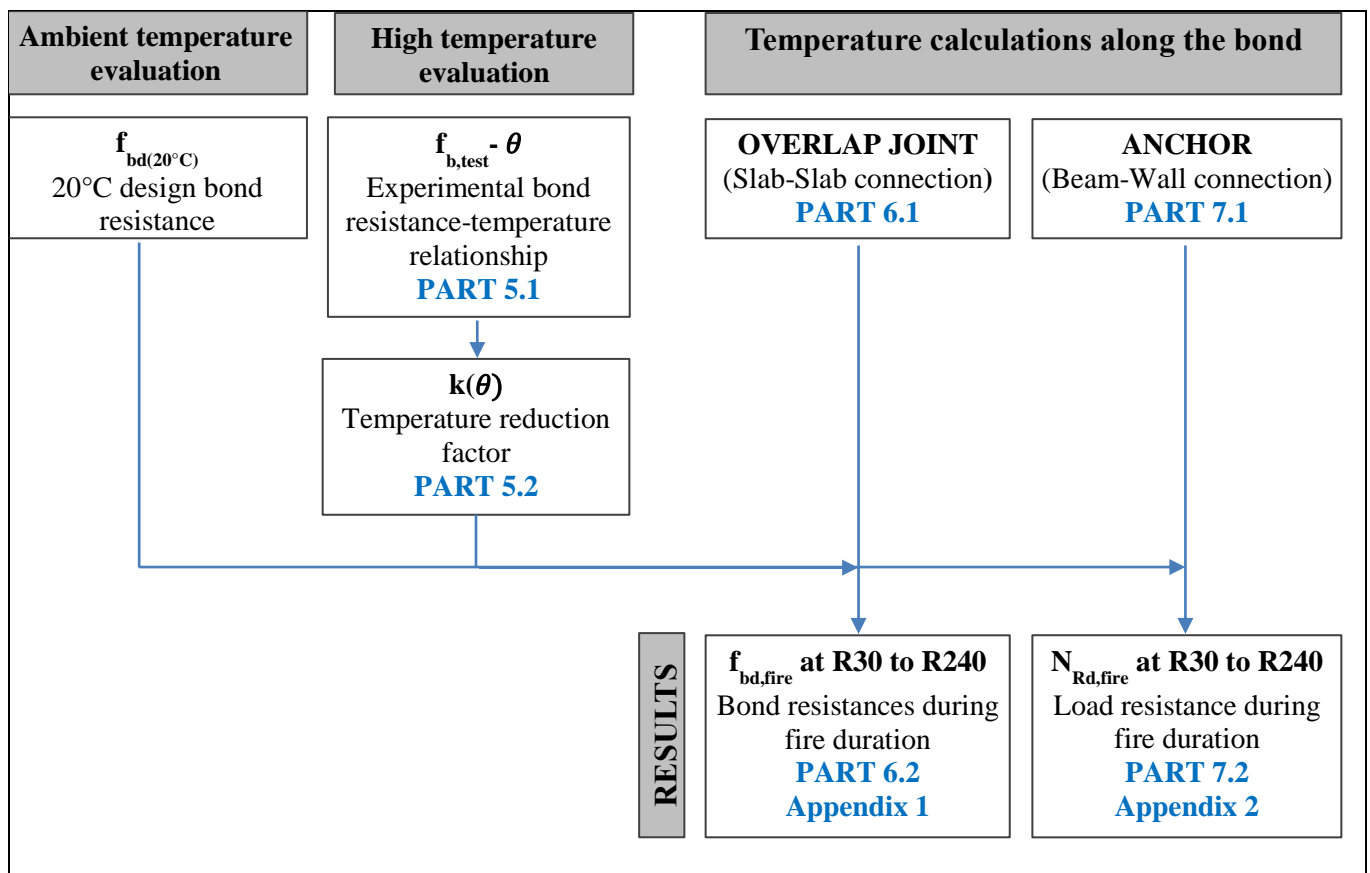 Ambient temperature
evaluation
High temperature
evaluation
Temperature calculations along the bond
f_bd(20°C)
20°C design bond
resistance
f_b,test - θ
Experimental bond
resistance-temperature
relationship
PART 5.1
k(θ)
Temperature reduction
factor
PART 5.2
OVERLAP JOINT
(Slab-Slab connection)
PART 6.1
ANCHOR
(Beam-Wall connection)
PART 7.1
RESULTS
f_bd,fire at R30 to R240
Bond resistances during
fire duration
PART 6.2
Appendix 1
N_Rd,fire at R30 to R240
Load resistance during
fire duration
PART 7.2
Appendix 2